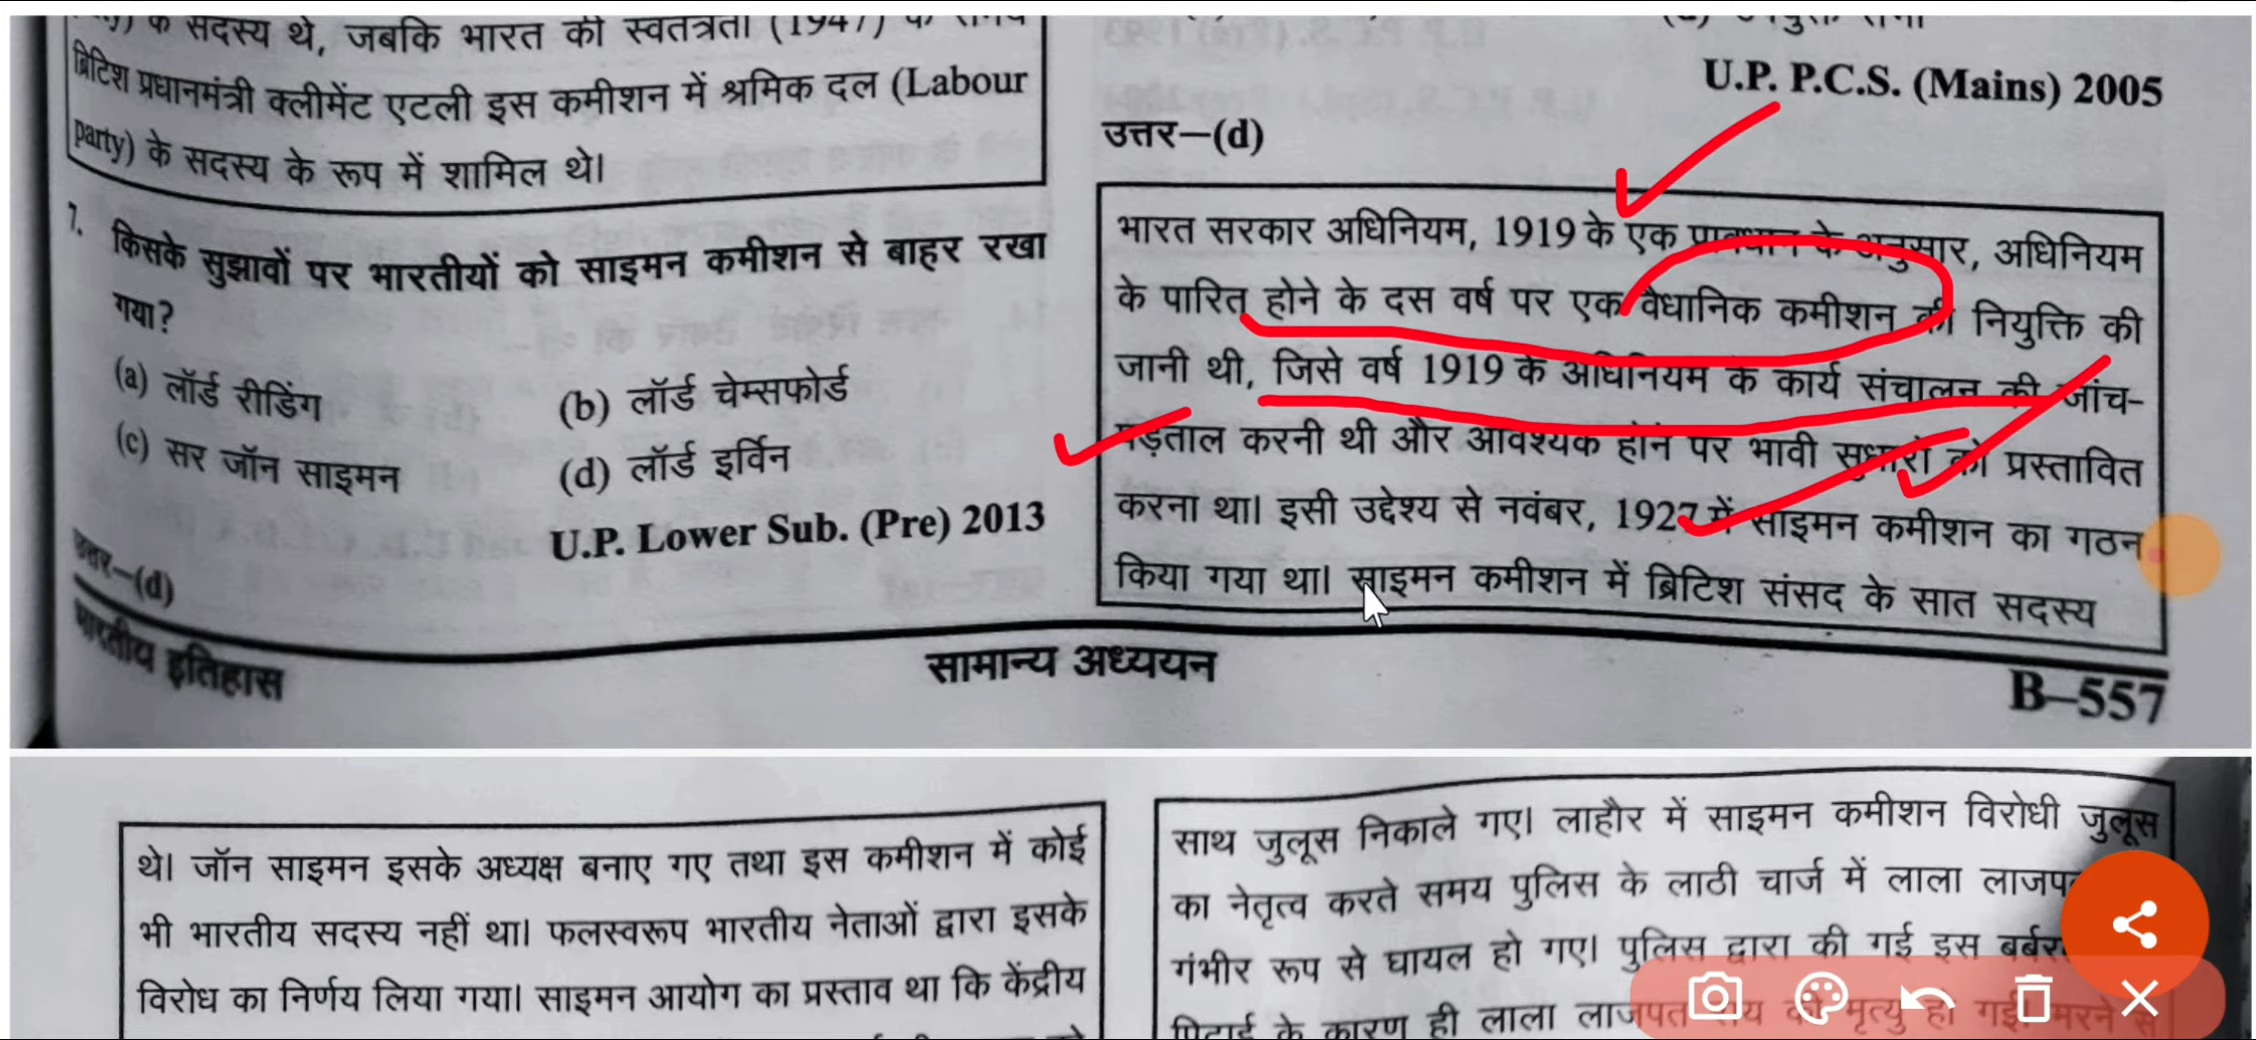 के सदस्य थे, जबकि भारत की स्वतंत्रता (1947) के
ब्रिटिश प्रधानमंत्री क्लीमेंट एटली इस कमीशन में श्रमिक दल (Labour
party) के सदस्य के रूप में शामिल थे।
7. किसके सुझावों पर भारतीयों को साइमन कमीशन से बाहर रखा
गया?
(a) लॉर्ड रीडिंग (b) लॉर्ड चेम्सफोर्ड
(c) सर जॉन साइमन (d) लॉर्ड इर्विन
U.P. Lower Sub. (Pre) 2013
उत्तर—(d)
U.P. P.C.S. (Mains) 2005
उत्तर—(d)
भारत सरकार अधिनियम, 1919 के एक प्रावधान के अनुसार, अधिनियम
के पारित होने के दस वर्ष पर एक वैधानिक कमीशन की नियुक्ति की
जानी थी, जिसे वर्ष 1919 के अधिनियम के कार्य संचालन की जांच-
पड़ताल करनी थी और आवश्यक होने पर भावी सुधारों को प्रस्तावित
करना था। इसी उद्देश्य से नवंबर, 1927 में साइमन कमीशन का गठन
किया गया था। साइमन कमीशन में ब्रिटिश संसद के सात सदस्य
भारतीय इतिहास सामान्य अध्ययन B—557
थे। जॉन साइमन इसके अध्यक्ष बनाए गए तथा इस कमीशन में कोई
भी भारतीय सदस्य नहीं था। फलस्वरूप भारतीय नेताओं द्वारा इसके
विरोध का निर्णय लिया गया। साइमन आयोग का प्रस्ताव था कि केंद्रीय
साथ जुलूस निकाले गए। लाहौर में साइमन कमीशन विरोधी जुलूस
का नेतृत्व करते समय पुलिस के लाठी चार्ज में लाला
गंभीर रूप से घायल हो गए। पुलिस द्वारा की गई इस
पिटाई के कारण ही लाला लाजपत राय की मृत्यु हो गई। मरने से